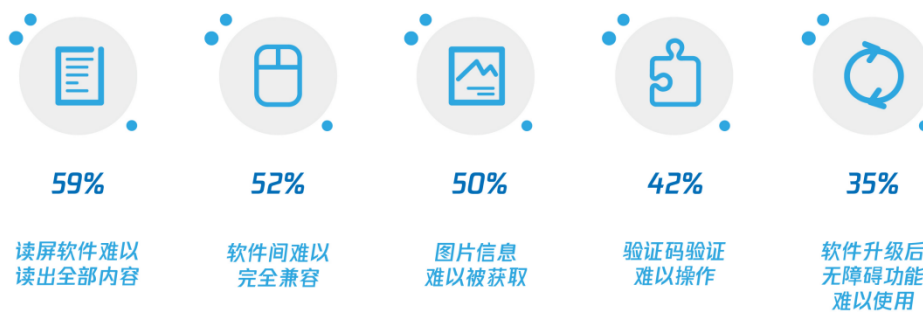 59%
52%
50%
42%
35%
读屏软件难以
读出全部内容
软件间难以
完全兼容
图片信息
难以被获取
验证码验证
难以操作
软件升级后
无障碍功能
难以使用